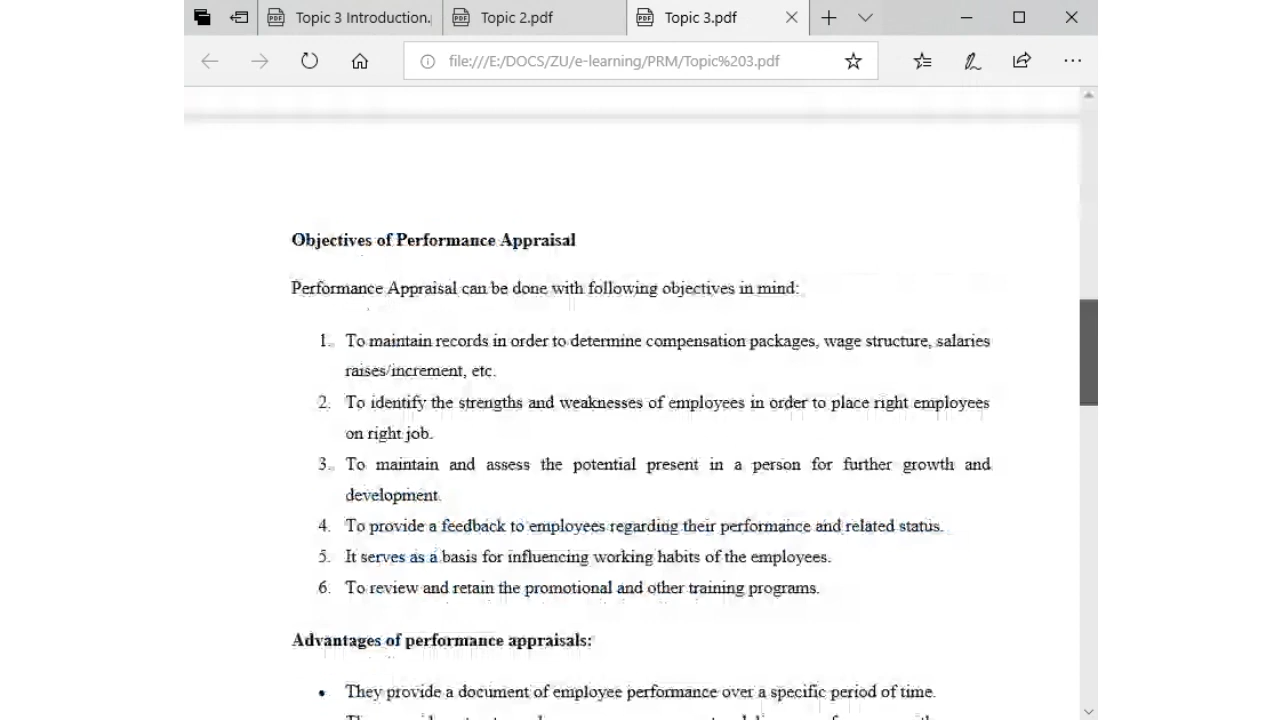 Topic 3 Introduction.
Topic 2.pdf
Topic 3.pdf
file:///E:/DOCS/ZU/e-learning/PRM/Topic%203.pdf
Objectives of Performance Appraisal
Performance Appraisal can be done with following objectives in mind:
1. To maintain records in order to determine compensation packages, wage structure, salaries
raises/increment, etc.
2. To identify the strengths and weaknesses of employees in order to place right employees
on right job.
3. To maintain and assess the potential present in a person for further growth and
development.
4. To provide a feedback to employees regarding their performance and related status.
5. It serves as a basis for influencing working habits of the employees.
6. To review and retain the promotional and other training programs.
Advantages of performance appraisals:
• They provide a document of employee performance over a specific period of time.